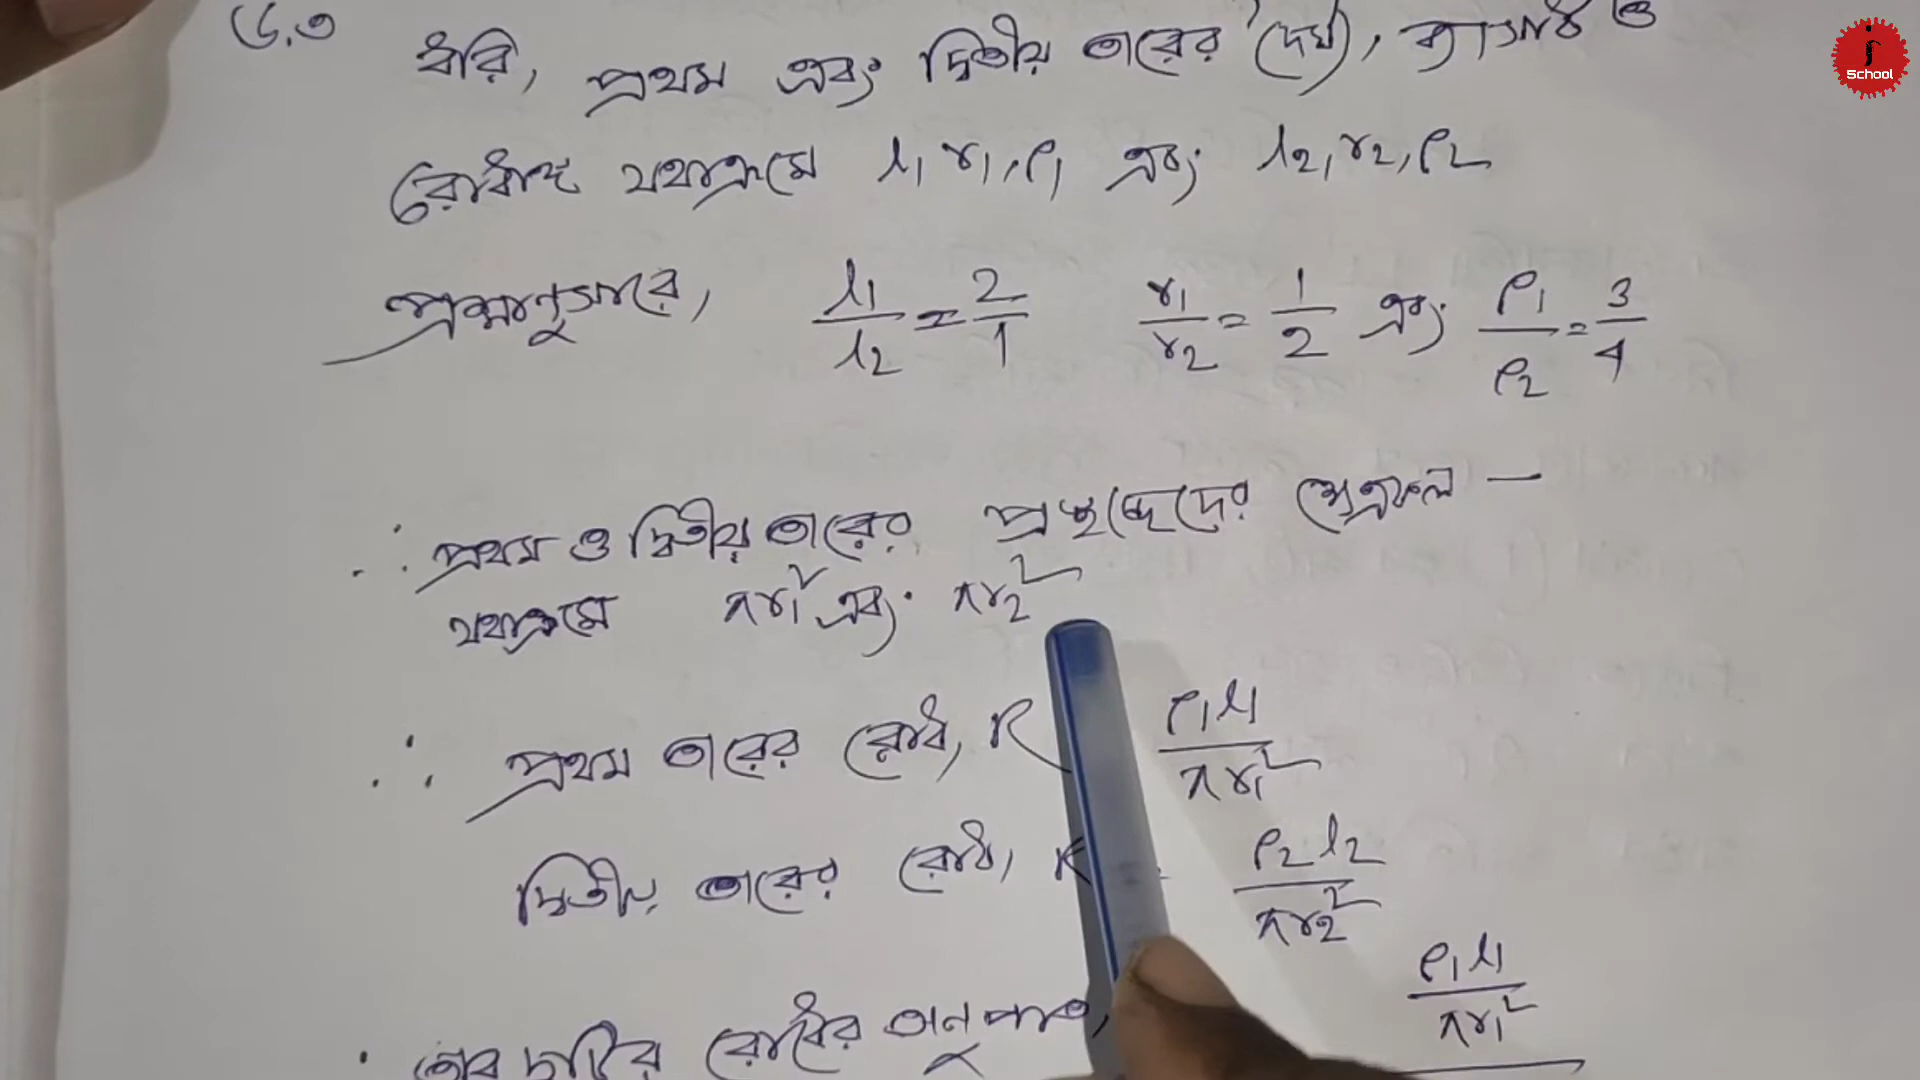 ৬.৩ ধরি, প্রথম এবং দ্বিতীয় তারের দৈর্ঘ্য, ব্যাসার্ধ ও
রোধাঙ্ক যথাক্রমে l₁ r₁, ρ₁ এবং l₂, r₂, ρ₂
প্রশ্নানুসারে, l₁/l₂ = 2/1 r₁/r₂ = 1/2 এবং ρ₁/ρ₂ = 3/4
∴ প্রথম ও দ্বিতীয় তারের প্রস্থচ্ছেদের ক্ষেত্রফল —
যথাক্রমে πr₁² এবং πr₂²
∴ প্রথম তারের রোধ, R ρ₁l₁/πr₁²
দ্বিতীয় তারের রোধ, R ρ₂l₂/πr₂²
তার দুটির রোধের অনুপাত, ρ₁l₁/πr₁²
i School